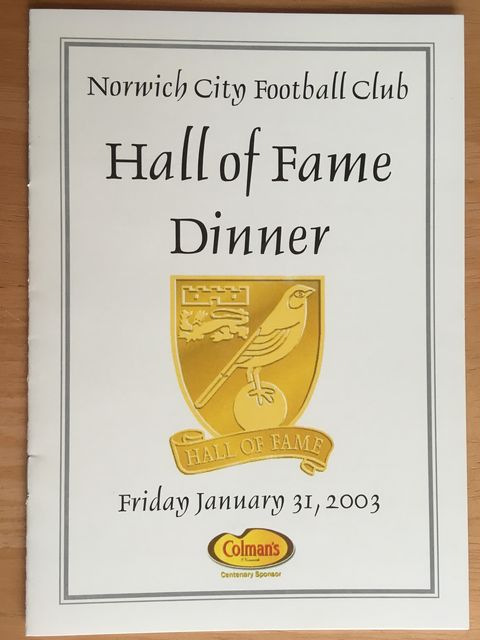 Norwich City Football Club
Hall of Fame
Dinner
HALL OF FAME
Friday January 31, 2003
Colman's
Centenary Sponsor